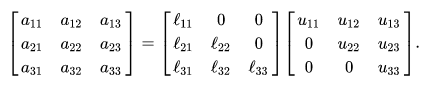 [a₁₁ a₁₂ a₁₃] = [ℓ₁₁ 0 0] [u₁₁ u₁₂ u₁₃]
[a₂₁ a₂₂ a₂₃] [ℓ₂₁ ℓ₂₂ 0] [0 u₂₂ u₂₃] .
[a₃₁ a₃₂ a₃₃] [ℓ₃₁ ℓ₃₂ ℓ₃₃] [0 0 u₃₃]